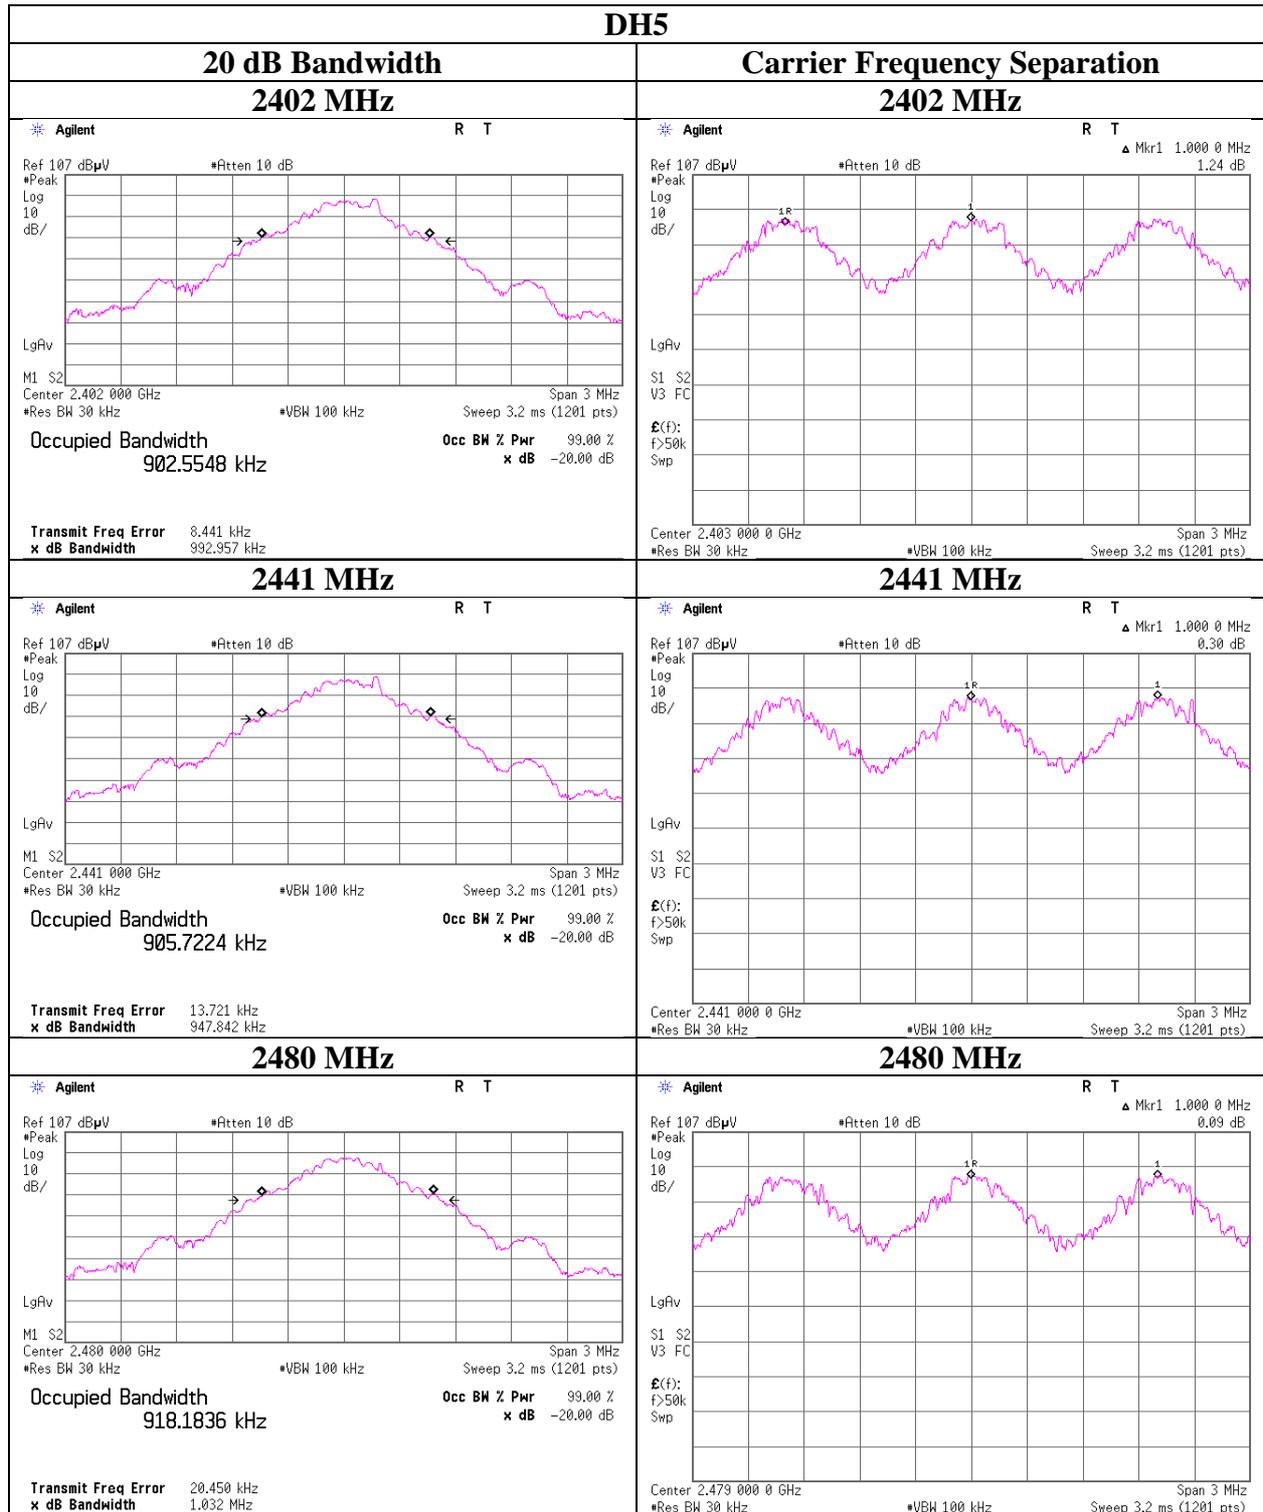 DH5
20 dB Bandwidth
Carrier Frequency Separation
2402 MHz
2402 MHz
Agilent R T
Ref 107 dBµV #Atten 10 dB
#Peak
Log
10
dB/
LgAv
M1 S2
Center 2.402 000 GHz Span 3 MHz
#Res BW 30 kHz #VBW 100 kHz Sweep 3.2 ms (1201 pts)
Occupied Bandwidth Occ BW % Pwr 99.00 %
902.5548 kHz x dB -20.00 dB
Transmit Freq Error 8.441 kHz
x dB Bandwidth 992.957 kHz
Agilent R T
Δ Mkr1 1.000 0 MHz
Ref 107 dBµV #Atten 10 dB 1.24 dB
#Peak
Log
10
dB/
1R
1
LgAv
S1 S2
V3 FC
£(f):
f>50k
Swp
Center 2.403 000 0 GHz Span 3 MHz
#Res BW 30 kHz #VBW 100 kHz Sweep 3.2 ms (1201 pts)
2441 MHz
2441 MHz
Agilent R T
Ref 107 dBµV #Atten 10 dB
#Peak
Log
10
dB/
LgAv
M1 S2
Center 2.441 000 GHz Span 3 MHz
#Res BW 30 kHz #VBW 100 kHz Sweep 3.2 ms (1201 pts)
Occupied Bandwidth Occ BW % Pwr 99.00 %
905.7224 kHz x dB -20.00 dB
Transmit Freq Error 13.721 kHz
x dB Bandwidth 947.842 kHz
Agilent R T
Δ Mkr1 1.000 0 MHz
Ref 107 dBµV #Atten 10 dB 0.30 dB
#Peak
Log
10
dB/
1R
1
LgAv
S1 S2
V3 FC
£(f):
f>50k
Swp
Center 2.441 000 0 GHz Span 3 MHz
#Res BW 30 kHz #VBW 100 kHz Sweep 3.2 ms (1201 pts)
2480 MHz
2480 MHz
Agilent R T
Ref 107 dBµV #Atten 10 dB
#Peak
Log
10
dB/
LgAv
M1 S2
Center 2.480 000 GHz Span 3 MHz
#Res BW 30 kHz #VBW 100 kHz Sweep 3.2 ms (1201 pts)
Occupied Bandwidth Occ BW % Pwr 99.00 %
918.1836 kHz x dB -20.00 dB
Transmit Freq Error 20.450 kHz
x dB Bandwidth 1.032 MHz
Agilent R T
Δ Mkr1 1.000 0 MHz
Ref 107 dBµV #Atten 10 dB 0.09 dB
#Peak
Log
10
dB/
1R
1
LgAv
S1 S2
V3 FC
£(f):
f>50k
Swp
Center 2.479 000 0 GHz Span 3 MHz
#Res BW 30 kHz #VBW 100 kHz Sweep 3.2 ms (1201 pts)